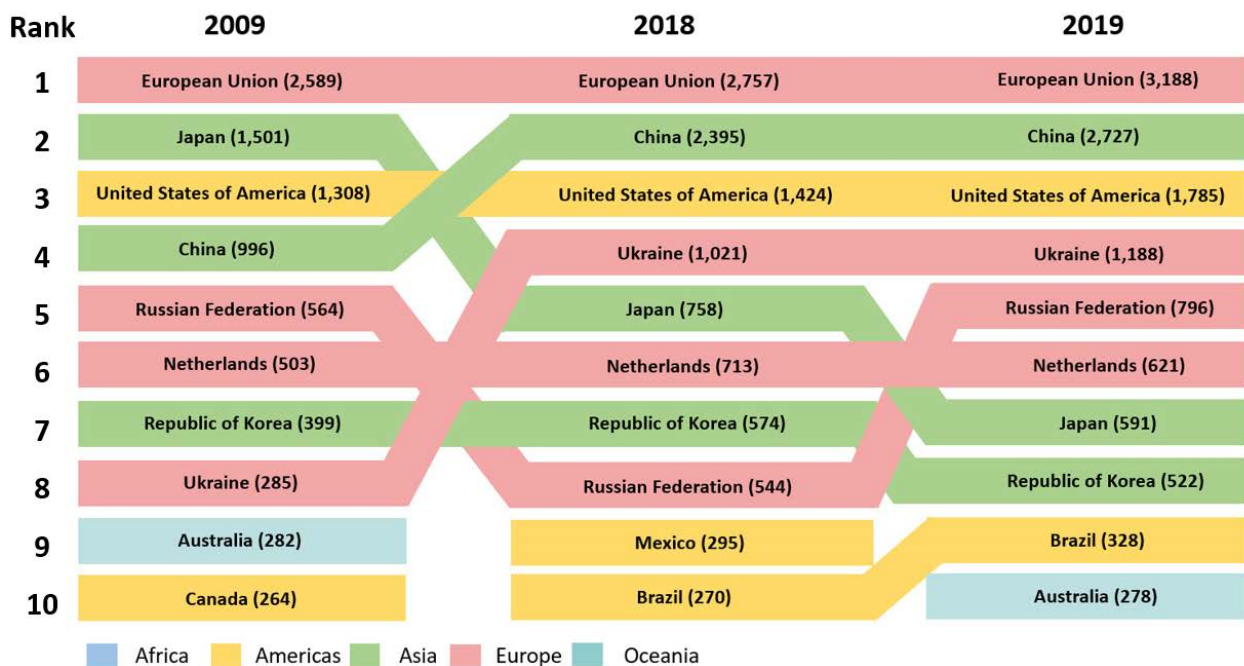 Rank 2009 2018 2019
1 European Union (2,589) European Union (2,757) European Union (3,188)
2 Japan (1,501) China (2,395) China (2,727)
3 United States of America (1,308) United States of America (1,424) United States of America (1,785)
4 China (996) Ukraine (1,021) Ukraine (1,188)
5 Russian Federation (564) Japan (758) Russian Federation (796)
6 Netherlands (503) Netherlands (713) Netherlands (621)
7 Republic of Korea (399) Republic of Korea (574) Japan (591)
8 Ukraine (285) Russian Federation (544) Republic of Korea (522)
9 Australia (282) Mexico (295) Brazil (328)
10 Canada (264) Brazil (270) Australia (278)
Africa Americas Asia Europe Oceania